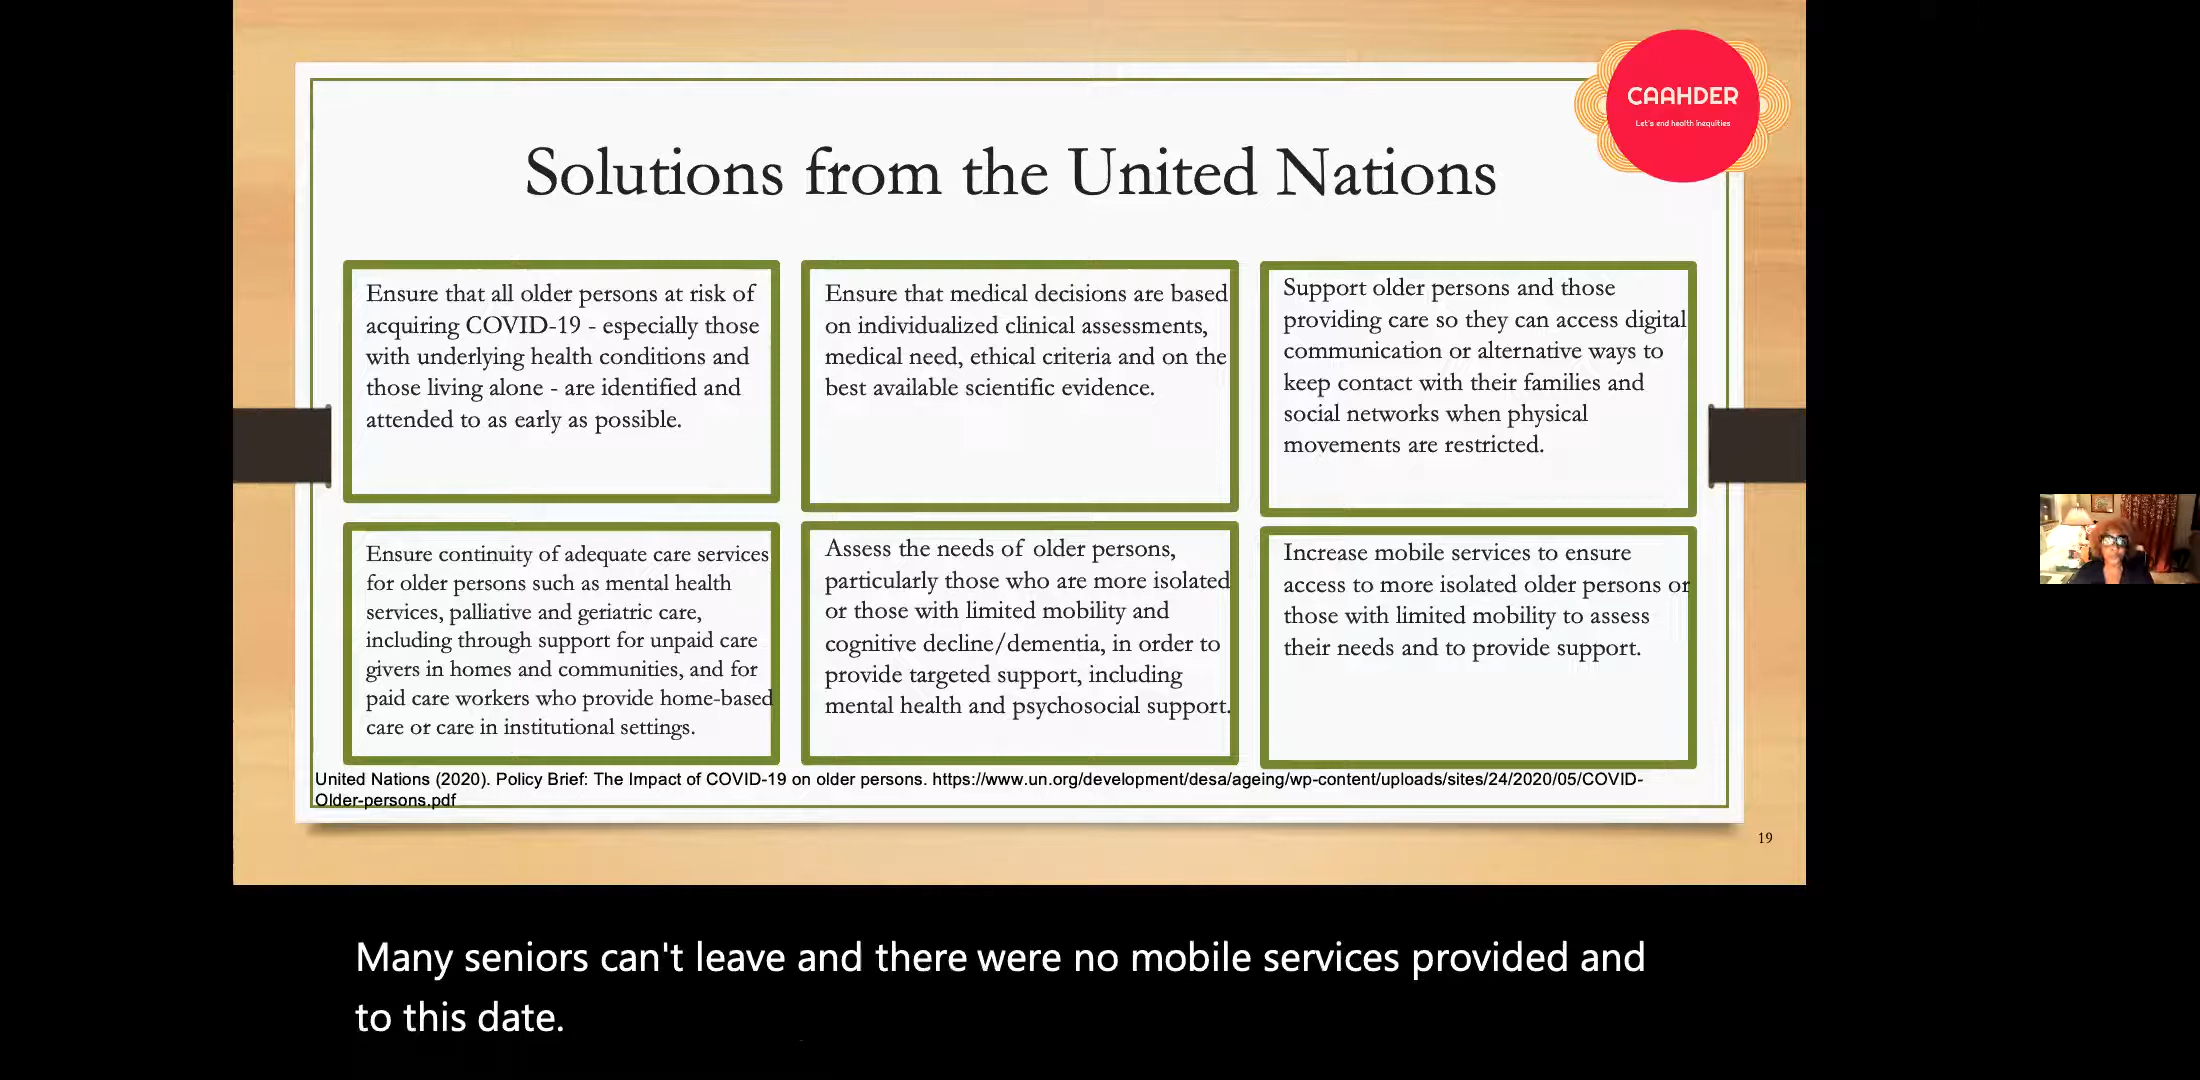 CAAHDER
Let's end health inequities
Solutions from the United Nations
Ensure that all older persons at risk of
acquiring COVID-19 - especially those
with underlying health conditions and
those living alone - are identified and
attended to as early as possible.
Ensure that medical decisions are based
on individualized clinical assessments,
medical need, ethical criteria and on the
best available scientific evidence.
Support older persons and those
providing care so they can access digital
communication or alternative ways to
keep contact with their families and
social networks when physical
movements are restricted.
Ensure continuity of adequate care services
for older persons such as mental health
services, palliative and geriatric care,
including through support for unpaid care
givers in homes and communities, and for
paid care workers who provide home-based
care or care in institutional settings.
Assess the needs of older persons,
particularly those who are more isolated
or those with limited mobility and
cognitive decline/dementia, in order to
provide targeted support, including
mental health and psychosocial support.
Increase mobile services to ensure
access to more isolated older persons or
those with limited mobility to assess
their needs and to provide support.
United Nations (2020). Policy Brief: The Impact of COVID-19 on older persons. https://www.un.org/development/desa/ageing/wp-content/uploads/sites/24/2020/05/COVID-
Older-persons.pdf
19
Many seniors can't leave and there were no mobile services provided and
to this date.